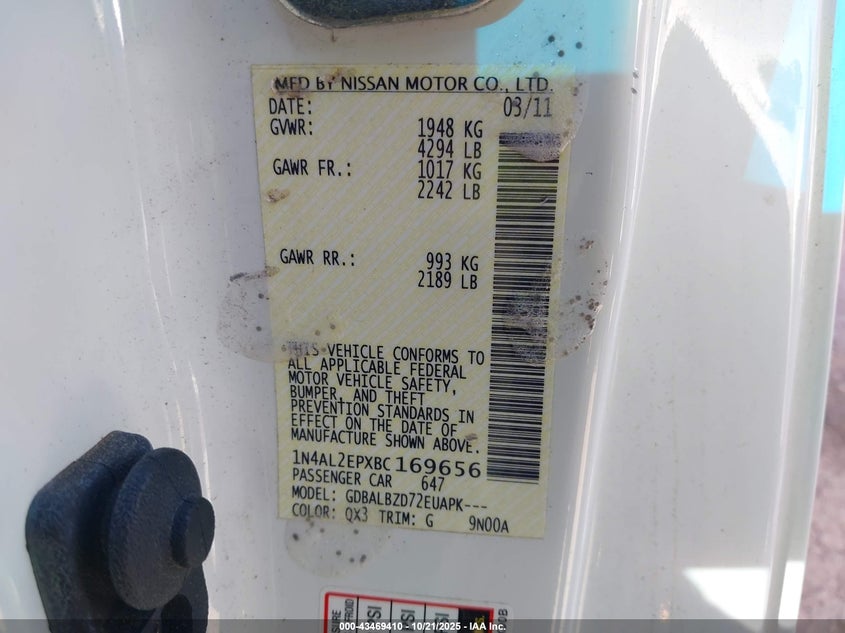 MFD BY NISSAN MOTOR CO., LTD.
DATE: 03/11
GVWR: 1948 KG
4294 LB
GAWR FR.: 1017 KG
2242 LB
GAWR RR.: 993 KG
2189 LB
THIS VEHICLE CONFORMS TO
ALL APPLICABLE FEDERAL
MOTOR VEHICLE SAFETY,
BUMPER, AND THEFT
PREVENTION STANDARDS IN
EFFECT ON THE DATE OF
MANUFACTURE SHOWN ABOVE.
1N4AL2EPXBC169656
PASSENGER CAR 647
MODEL: GDBALBZD72EUAPK---
COLOR: QX3 TRIM: G 9N00A
PSI
PSI
PSI
000-43469410 - 10/21/2025 - IAA Inc.